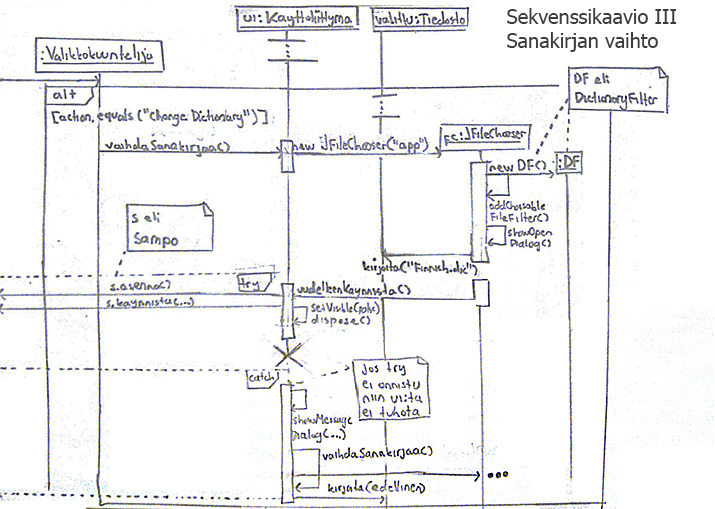 Sekvenssikaavio III
Sanakirjan vaihto
ui:Käyttöliittymä
valittu:Tiedosto
:Valikkokuuntelija
DF eli
DictionaryFilter
alt
[action.equals("Change Dictionary")]
vaihdaSanakirjaa()
new JFileChooser("app")
fc:JFileChooser
new DF()
:DF
addChoosable
FileFilter()
showOpen
Dialog()
S eli
Sampo
kirjoita("Finnish.dic")
try
s.asenna()
uudelleenkaynnista()
s.kaynnista(...)
setVisible(false)
dispose()
catch
Jos try
ei onnistu
niin ui:ta
ei tuhota
showMessage
Dialog(...)
vaihdaSanakirjaa()
...
kirjoita(edellinen)